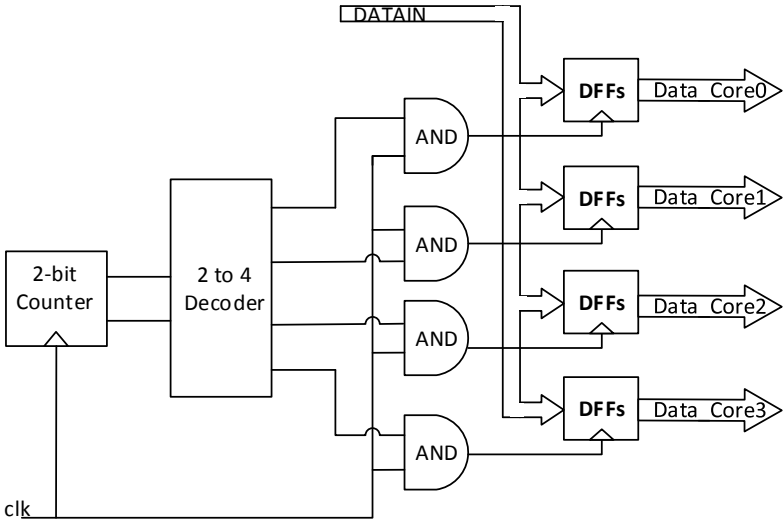 DATAIN
DFFs
Data Core0
AND
DFFs
Data Core1
AND
2-bit
Counter
2 to 4
Decoder
DFFs
Data Core2
AND
DFFs
Data Core3
AND
clk